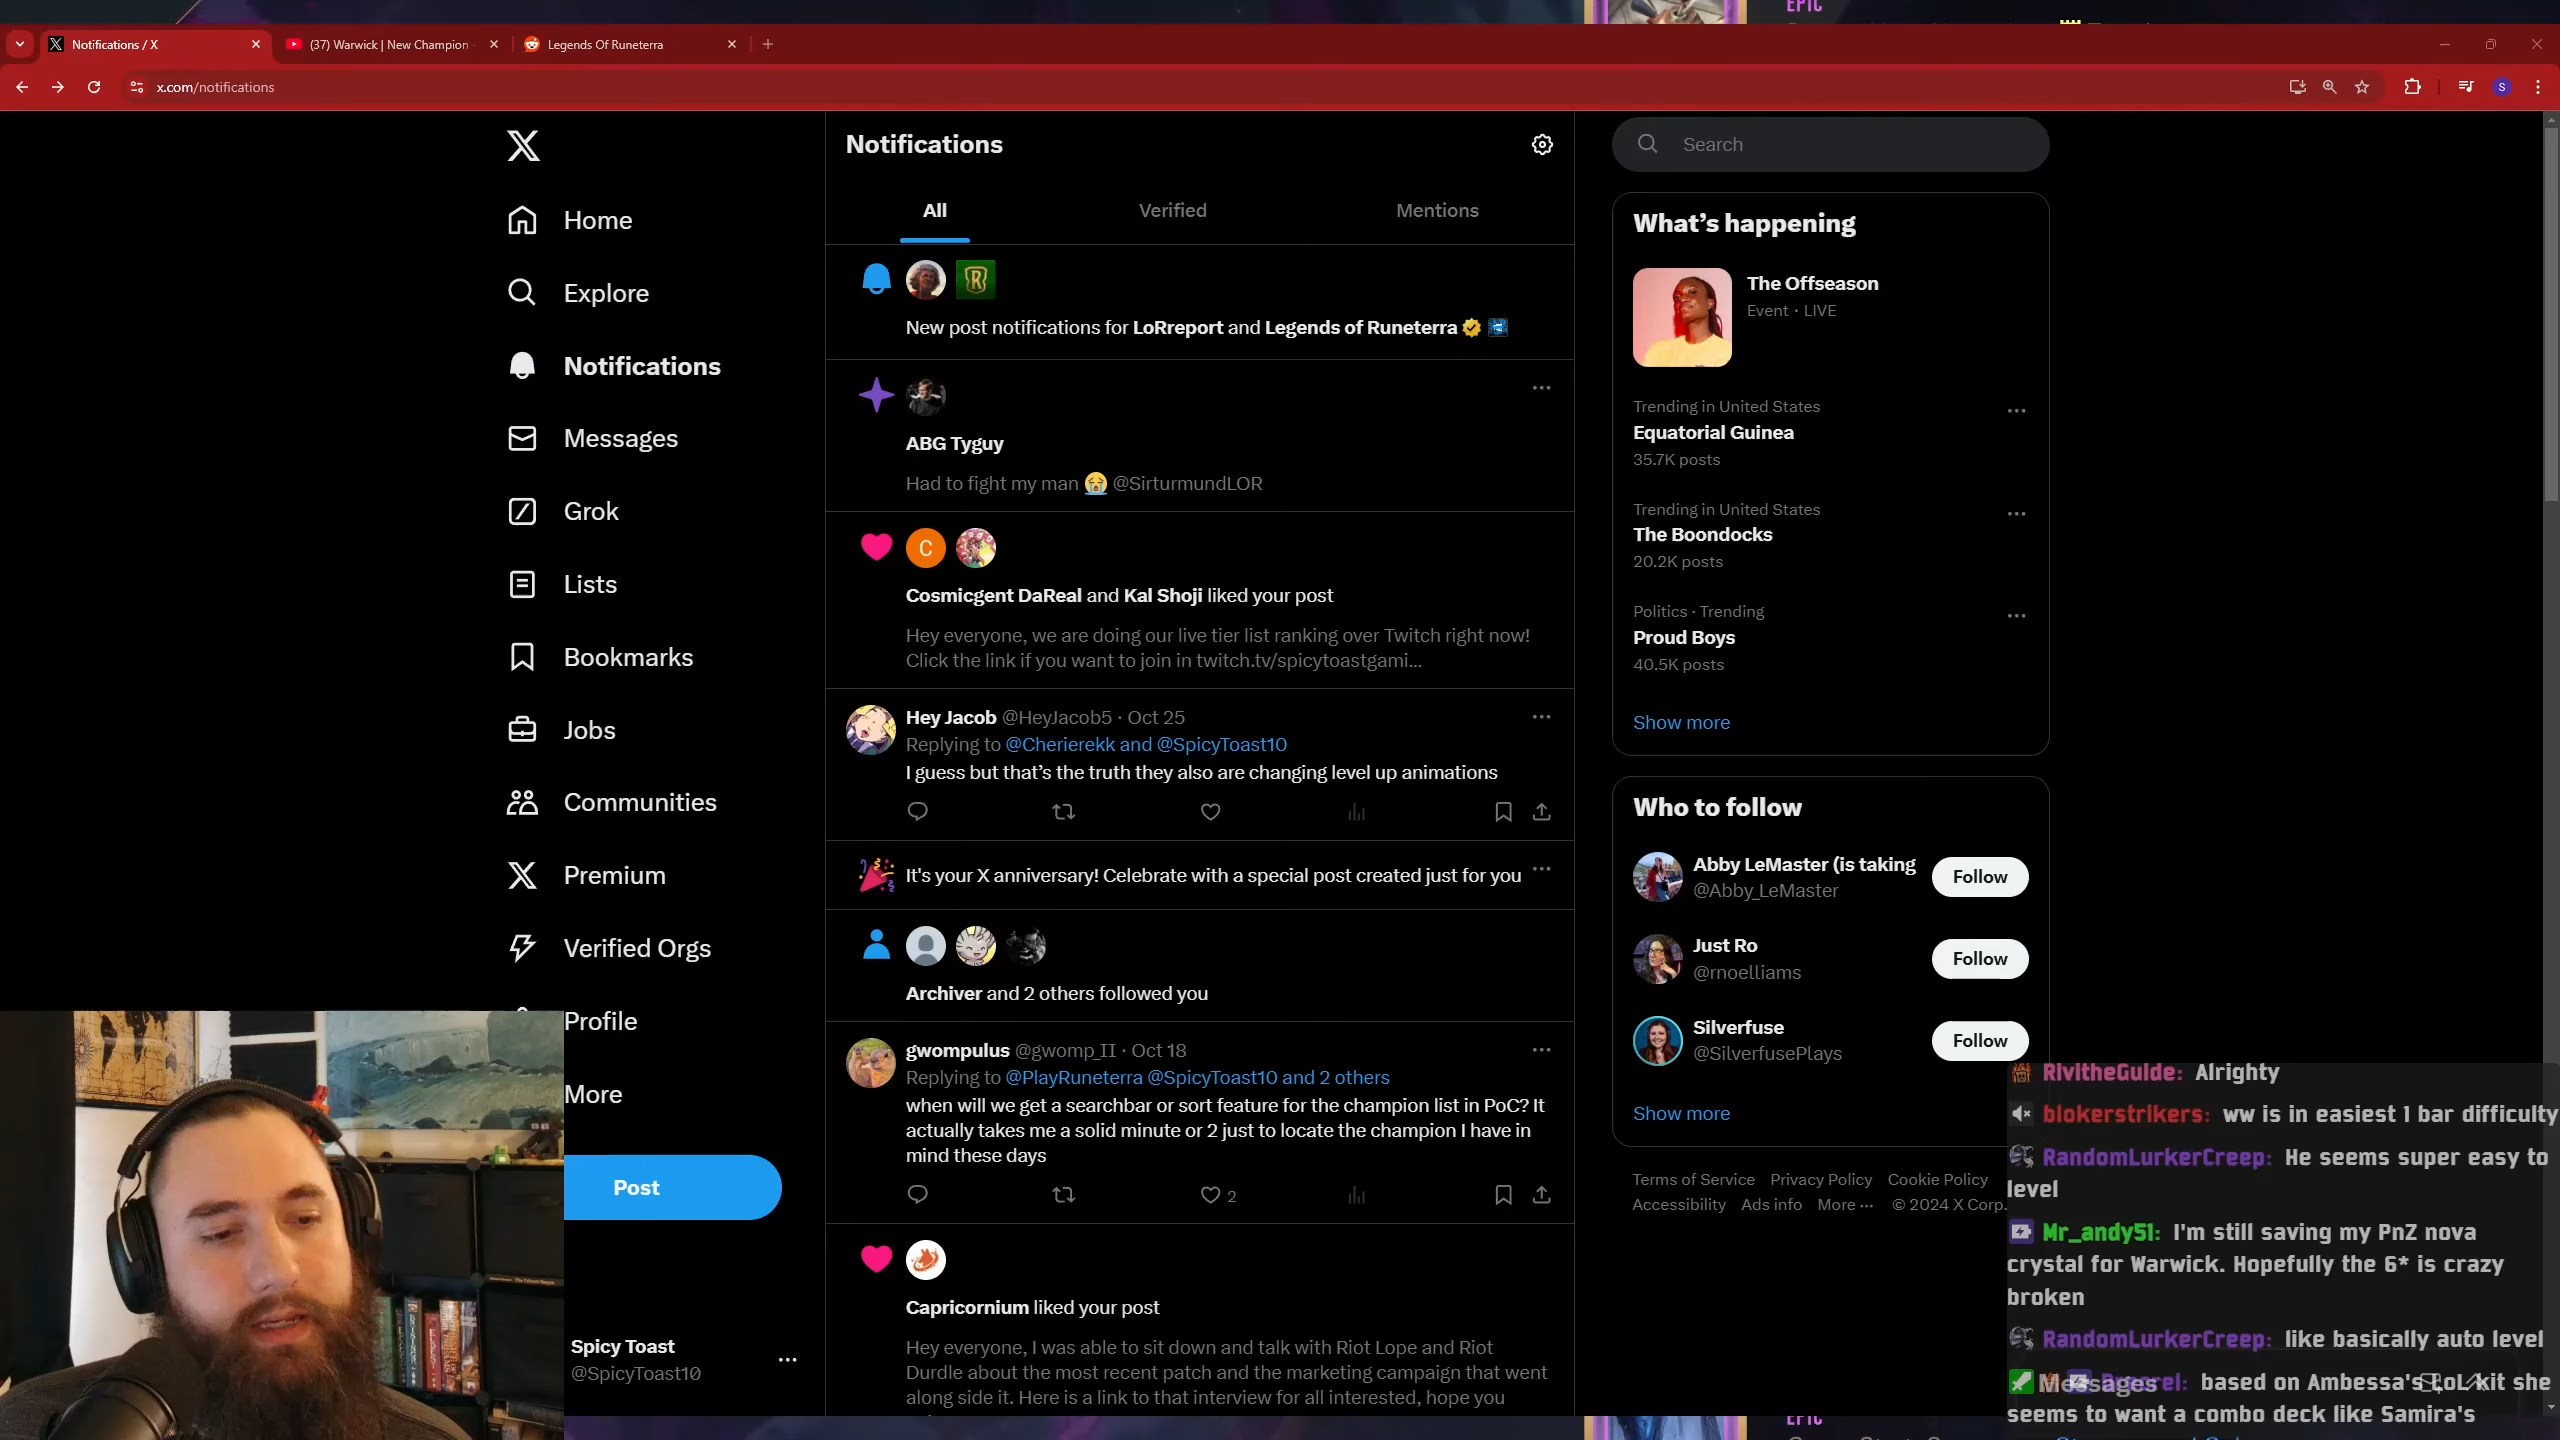 EPIC
Notifications / X
(37) Warwick | New Champion
Legends Of Runeterra
x.com/notifications
S
Home
Explore
Notifications
Messages
Grok
Lists
Bookmarks
Jobs
Communities
Premium
Verified Orgs
Profile
More
Post
Spicy Toast
@SpicyToast10
Notifications
All
Verified
Mentions
New post notifications for LoRreport and Legends of Runeterra
ABG Tyguy
Had to fight my man 😭 @SirturmundLOR
C
Cosmicgent DaReal and Kal Shoji liked your post
Hey everyone, we are doing our live tier list ranking over Twitch right now!
Click the link if you want to join in twitch.tv/spicytoastgami...
Hey Jacob @HeyJacob5 · Oct 25
Replying to @Cherierekk and @SpicyToast10
I guess but that’s the truth they also are changing level up animations
It's your X anniversary! Celebrate with a special post created just for you
Archiver and 2 others followed you
gwompulus @gwomp_II · Oct 18
Replying to @PlayRuneterra @SpicyToast10 and 2 others
when will we get a searchbar or sort feature for the champion list in PoC? It
actually takes me a solid minute or 2 just to locate the champion I have in
mind these days
2
Capricornium liked your post
Hey everyone, I was able to sit down and talk with Riot Lope and Riot
Durdle about the most recent patch and the marketing campaign that went
along side it. Here is a link to that interview for all interested, hope you
Search
What’s happening
The Offseason
Event · LIVE
Trending in United States
Equatorial Guinea
35.7K posts
Trending in United States
The Boondocks
20.2K posts
Politics · Trending
Proud Boys
40.5K posts
Show more
Who to follow
Abby LeMaster (is taking
@Abby_LeMaster
Follow
Just Ro
@rnoelliams
Follow
Silverfuse
@SilverfusePlays
Follow
Show more
Terms of Service Privacy Policy Cookie Policy
Accessibility Ads info More ··· © 2024 X Corp.
RivitheGuide: Alrighty
blokerstrikers: ww is in easiest 1 bar difficulty
RandomLurkerCreep: He seems super easy to
level
Mr_andy51: I'm still saving my PnZ nova
crystal for Warwick. Hopefully the 6* is crazy
broken
RandomLurkerCreep: like basically auto level
Messages
based on Ambessa's LoL kit she
seems to want a combo deck like Samira's
EPIC